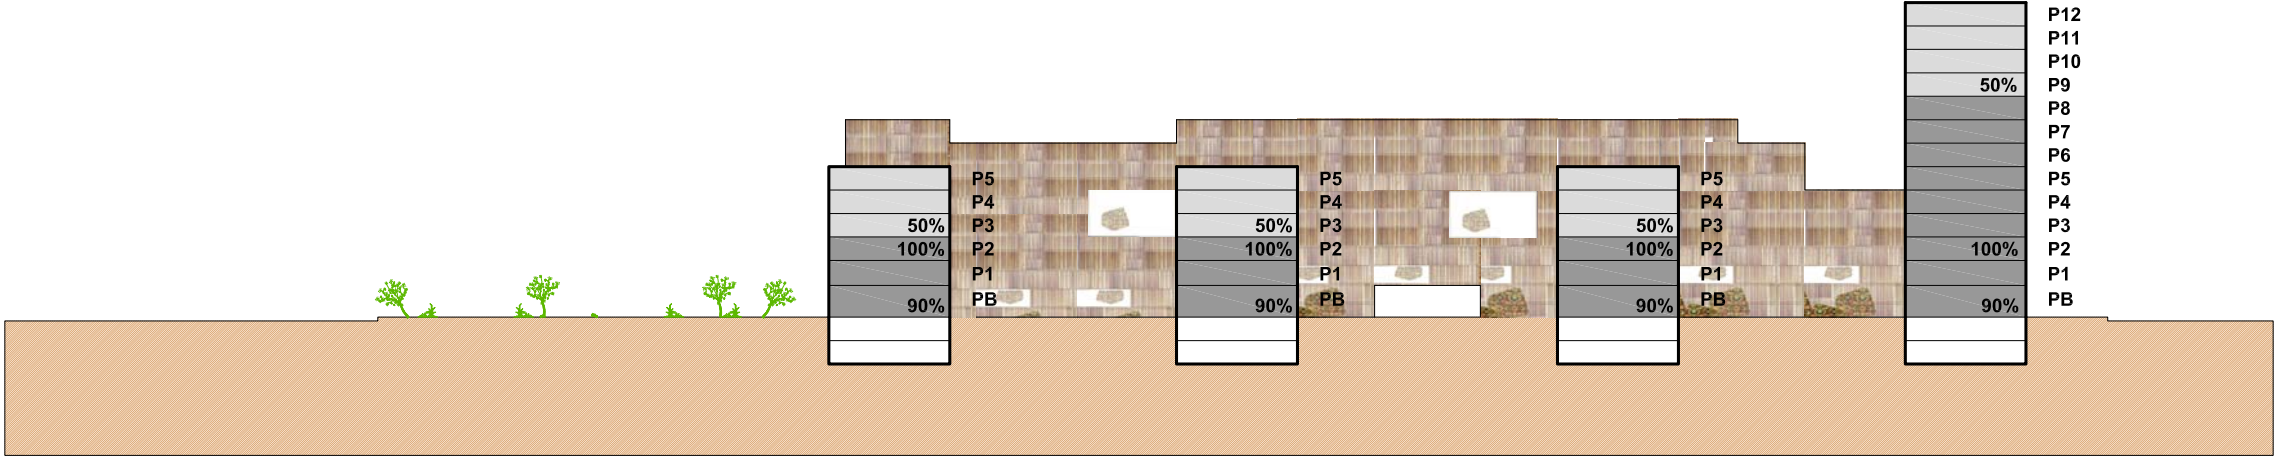 P12
P11
P10
50% P9
P8
P7
P6
P5 P5 P5 P5
P4 P4 P4 P4
50% P3 50% P3 50% P3 P3
100% P2 100% P2 100% P2 100% P2
P1 P1 P1 P1
90% PB 90% PB 90% PB 90% PB